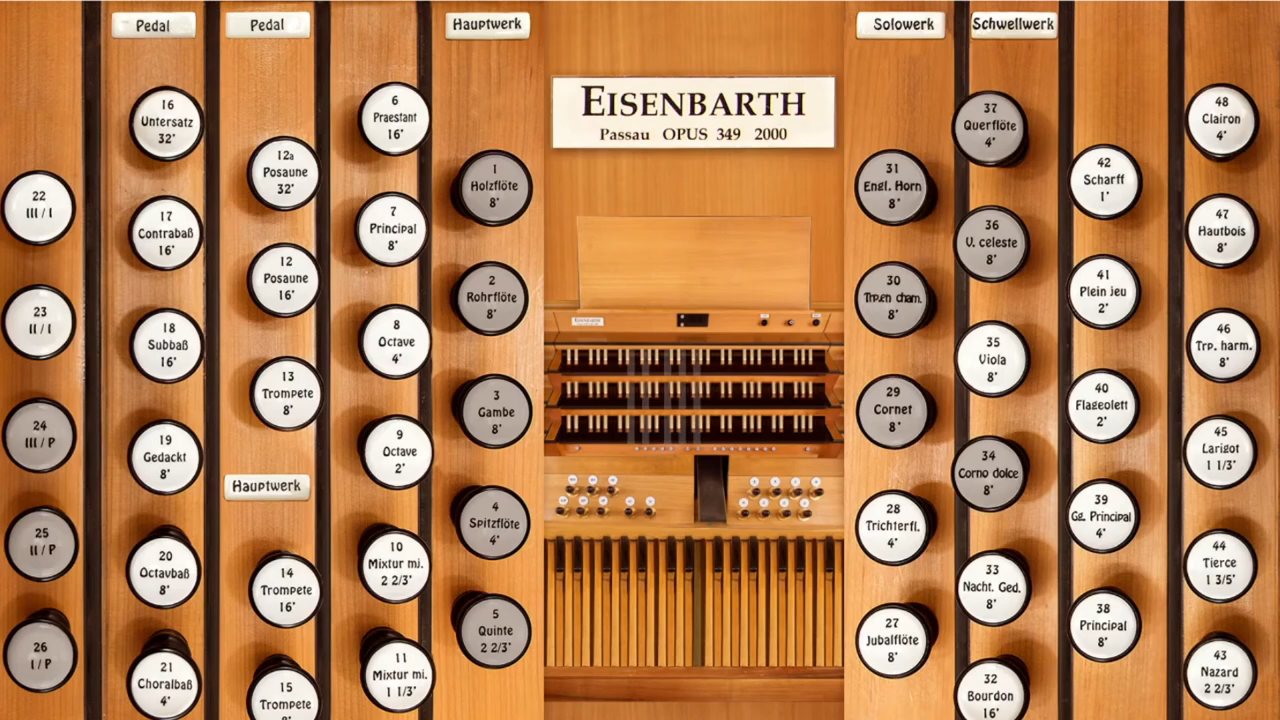 Pedal
Pedal
Hauptwerk
Solowerk
Schwellwerk
EISENBARTH
Passau OPUS 349 2000
22
III / I
23
II / I
24
III / P
25
II / P
26
I / P
16
Untersatz
32'
17
Contrabaß
16'
18
Subbaß
16'
19
Gedackt
8'
20
Octavbaß
8'
21
Choralbaß
4'
12a
Posaune
32'
12
Posaune
16'
13
Trompete
8'
Hauptwerk
14
Trompete
16'
15
Trompete
8'
6
Praestant
16'
7
Principal
8'
8
Octave
4'
9
Octave
2'
10
Mixtur mi.
2 2/3'
11
Mixtur mi.
1 1/3'
1
Holzflöte
8'
2
Rohrflöte
8'
3
Gambe
8'
4
Spitzflöte
4'
5
Quinte
2 2/3'
31
Engl. Horn
8'
30
Trp.en cham.
8'
29
Cornet
8'
28
Trichterfl.
4'
27
Jubalflöte
8'
37
Querflöte
4'
36
V. celeste
8'
35
Viola
8'
34
Corno dolce
8'
33
Nacht. Ged.
8'
32
Bourdon
16'
42
Scharff
1'
41
Plein jeu
2'
40
Flageolett
2'
39
Gg. Principal
4'
38
Principal
8'
48
Clairon
4'
47
Hautbois
8'
46
Trp. harm.
8'
45
Larigot
1 1/3'
44
Tierce
1 3/5'
43
Nazard
2 2/3'